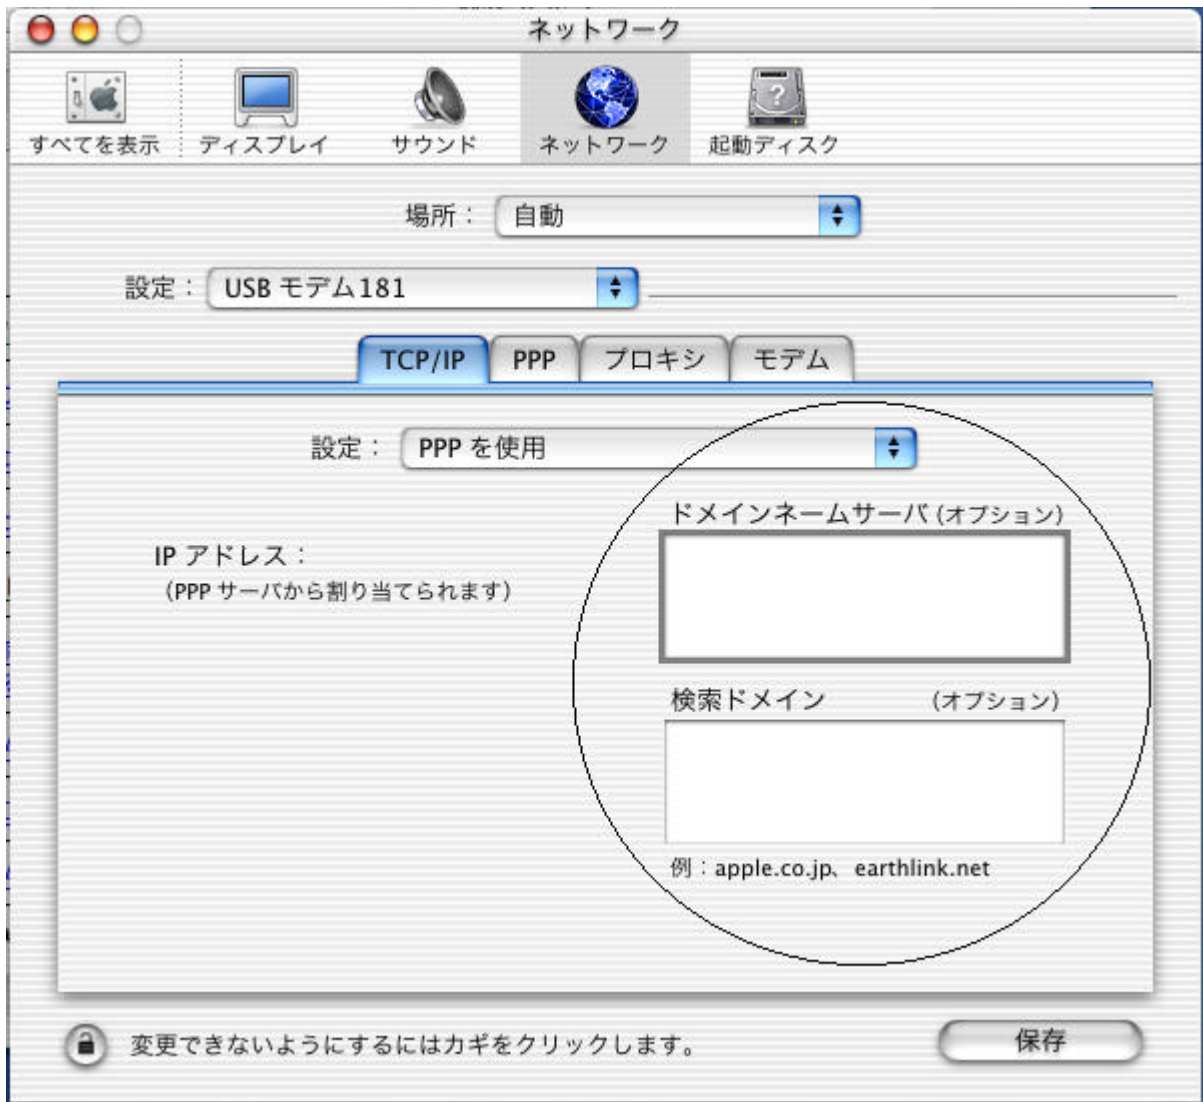 ネットワーク
すべてを表示 ディスプレイ サウンド ネットワーク 起動ディスク
場所： 自動
設定： USB モデム181
TCP/IP PPP プロキシ モデム
設定： PPP を使用
ドメインネームサーバ (オプション)
IP アドレス：
(PPP サーバから割り当てられます)
検索ドメイン (オプション)
例：apple.co.jp、earthlink.net
変更できないようにするにはカギをクリックします。 保存